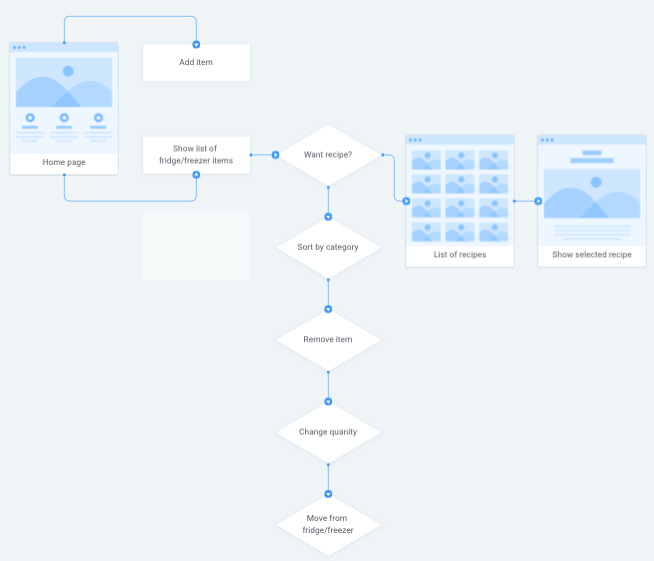 Add item
Home page
Show list of
fridge/freezer items
Want recipe?
List of recipes
Show selected recipe
Sort by category
Remove item
Change quanity
Move from
fridge/freezer